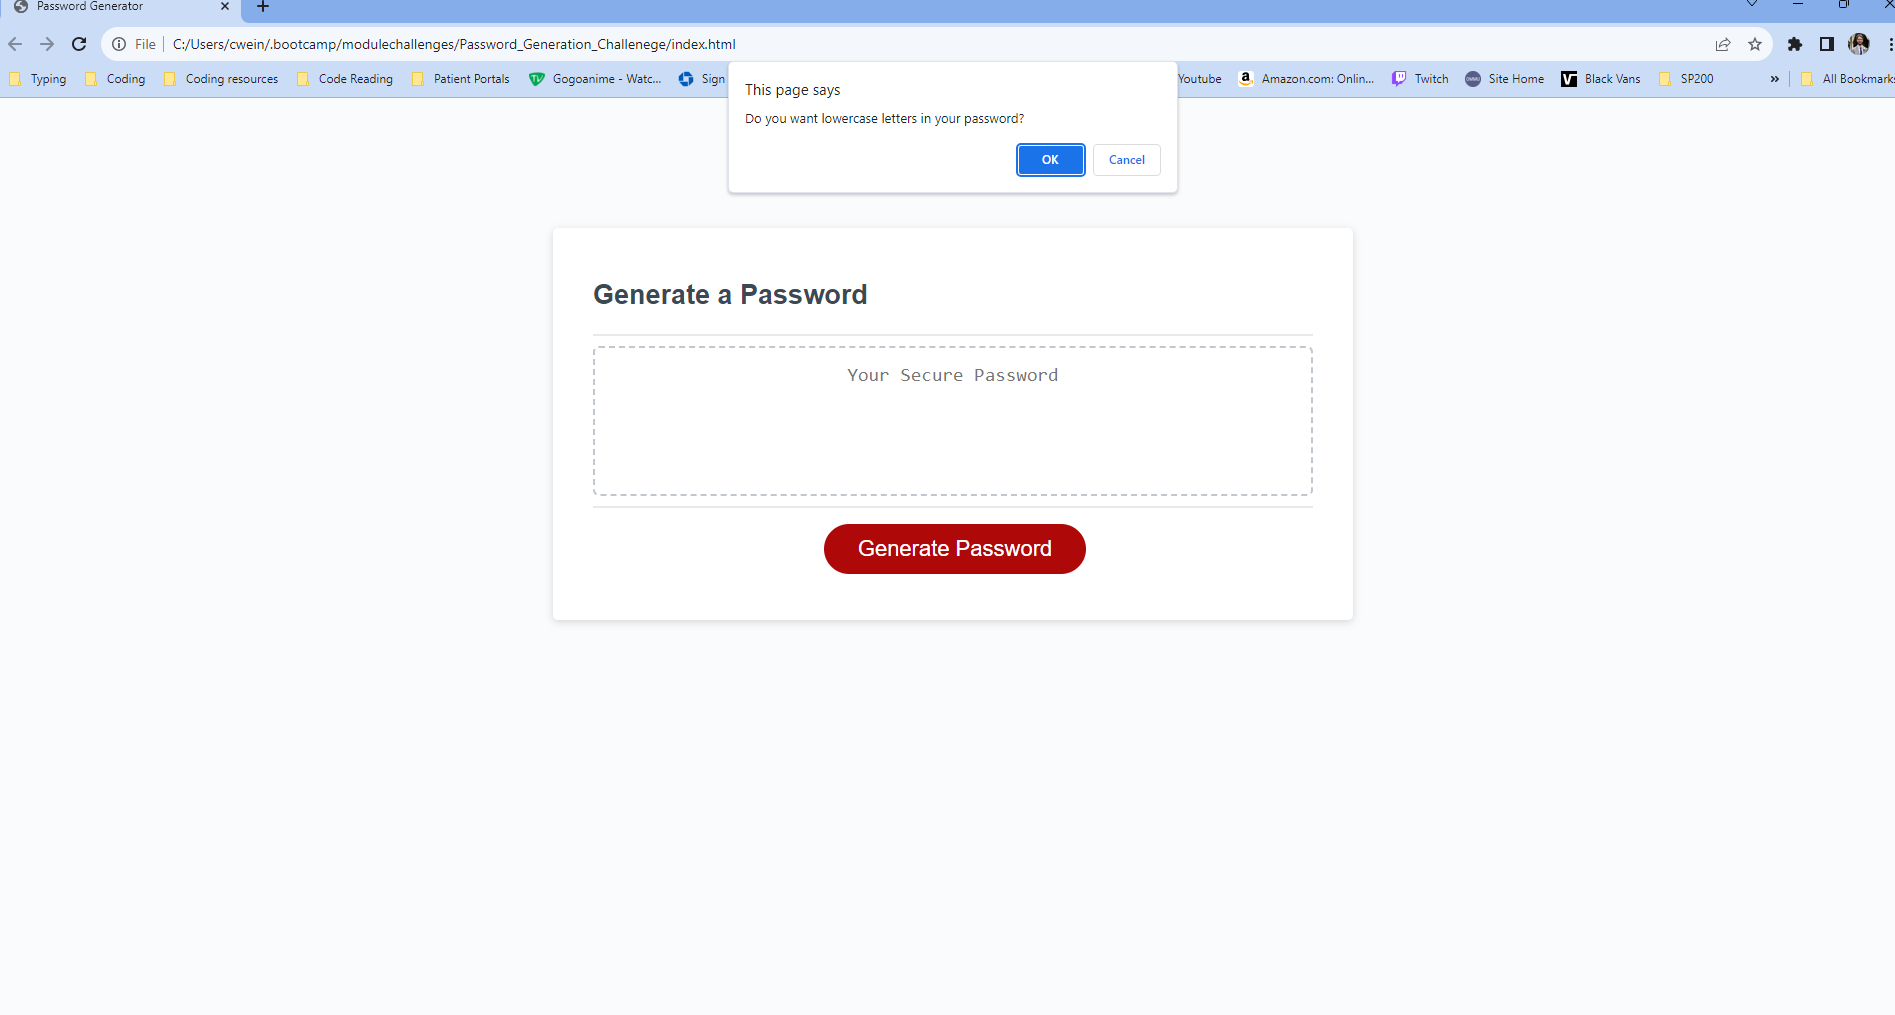 Password Generator
File C:/Users/cwein/.bootcamp/modulechallenges/Password_Generation_Challenege/index.html
Typing Coding Coding resources Code Reading Patient Portals Gogoanime - Watc... Sign Youtube Amazon.com: Onlin... Twitch Site Home Black Vans SP200 » All Bookmarks
This page says
Do you want lowercase letters in your password?
OK Cancel
Generate a Password
Your Secure Password
Generate Password